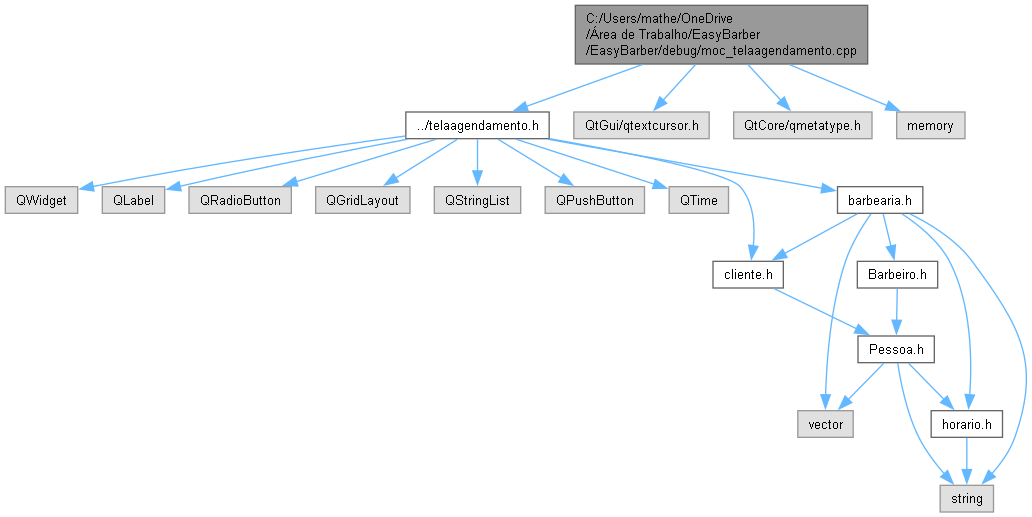 C:/Users/mathe/OneDrive
/Área de Trabalho/EasyBarber
/EasyBarber/debug/moc_telaagendamento.cpp
../telaagendamento.h
QtGui/qtextcursor.h
QtCore/qmetatype.h
memory
QWidget
QLabel
QRadioButton
QGridLayout
QStringList
QPushButton
QTime
barbearia.h
cliente.h
Barbeiro.h
Pessoa.h
vector
horario.h
string